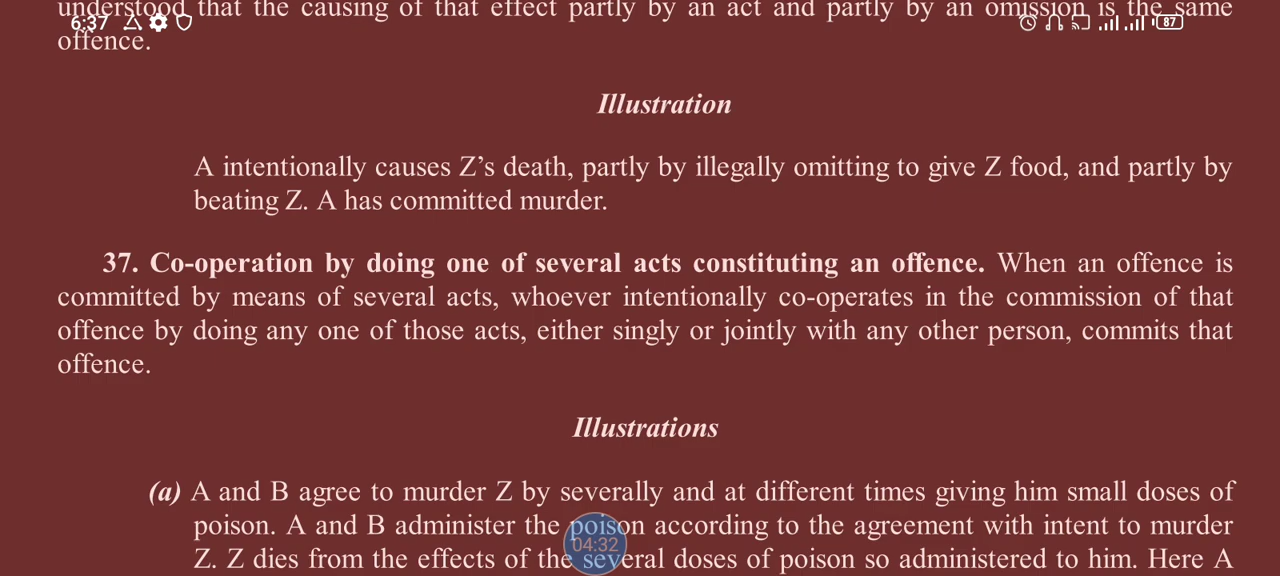 understood that the causing of that effect partly by an act and partly by an omission is the same
6:37
87
offence.
Illustration
A intentionally causes Z’s death, partly by illegally omitting to give Z food, and partly by
beating Z. A has committed murder.
37. Co-operation by doing one of several acts constituting an offence. When an offence is
committed by means of several acts, whoever intentionally co-operates in the commission of that
offence by doing any one of those acts, either singly or jointly with any other person, commits that
offence.
Illustrations
(a) A and B agree to murder Z by severally and at different times giving him small doses of
poison. A and B administer the poison according to the agreement with intent to murder
04:32
Z. Z dies from the effects of the several doses of poison so administered to him. Here A